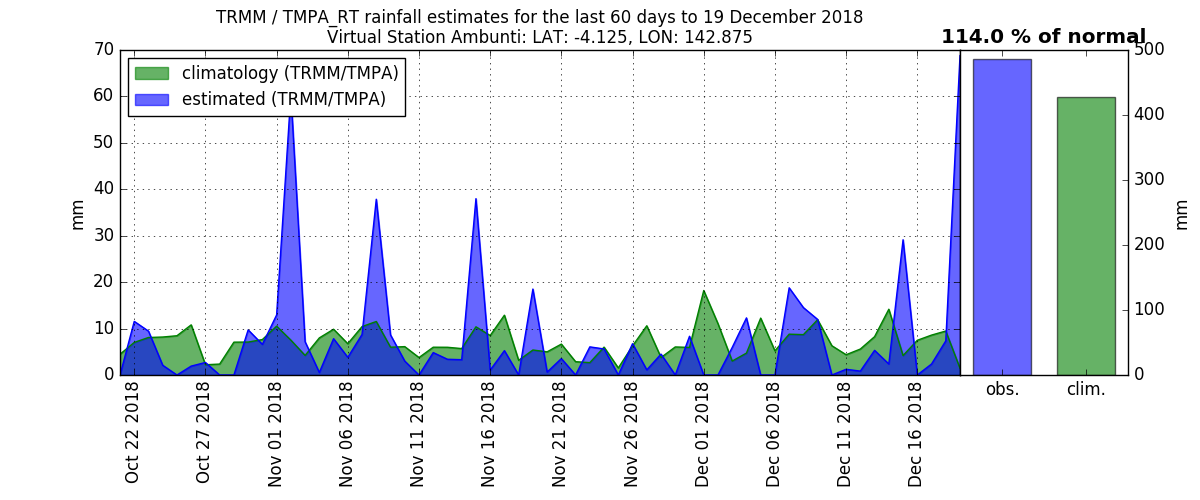 TRMM / TMPA_RT rainfall estimates for the last 60 days to 19 December 2018
Virtual Station Ambunti: LAT: -4.125, LON: 142.875
114.0 % of normal
climatology (TRMM/TMPA)
estimated (TRMM/TMPA)
70
60
50
40
30
20
10
0
mm
Oct 22 2018
Oct 27 2018
Nov 01 2018
Nov 06 2018
Nov 11 2018
Nov 16 2018
Nov 21 2018
Nov 26 2018
Dec 01 2018
Dec 06 2018
Dec 11 2018
Dec 16 2018
500
400
300
200
100
0
mm
obs.
clim.